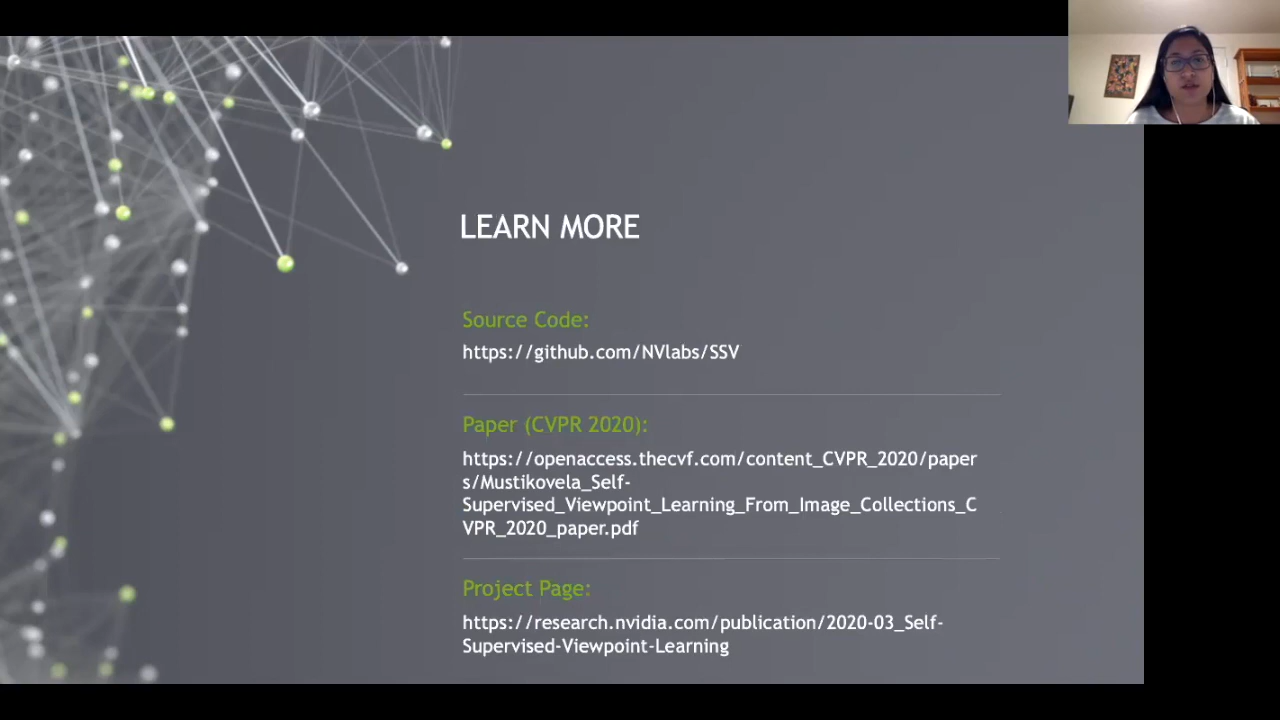 LEARN MORE
Source Code:
https://github.com/NVlabs/SSV
Paper (CVPR 2020):
https://openaccess.thecvf.com/content_CVPR_2020/paper
s/Mustikovela_Self-
Supervised_Viewpoint_Learning_From_Image_Collections_C
VPR_2020_paper.pdf
Project Page:
https://research.nvidia.com/publication/2020-03_Self-
Supervised-Viewpoint-Learning